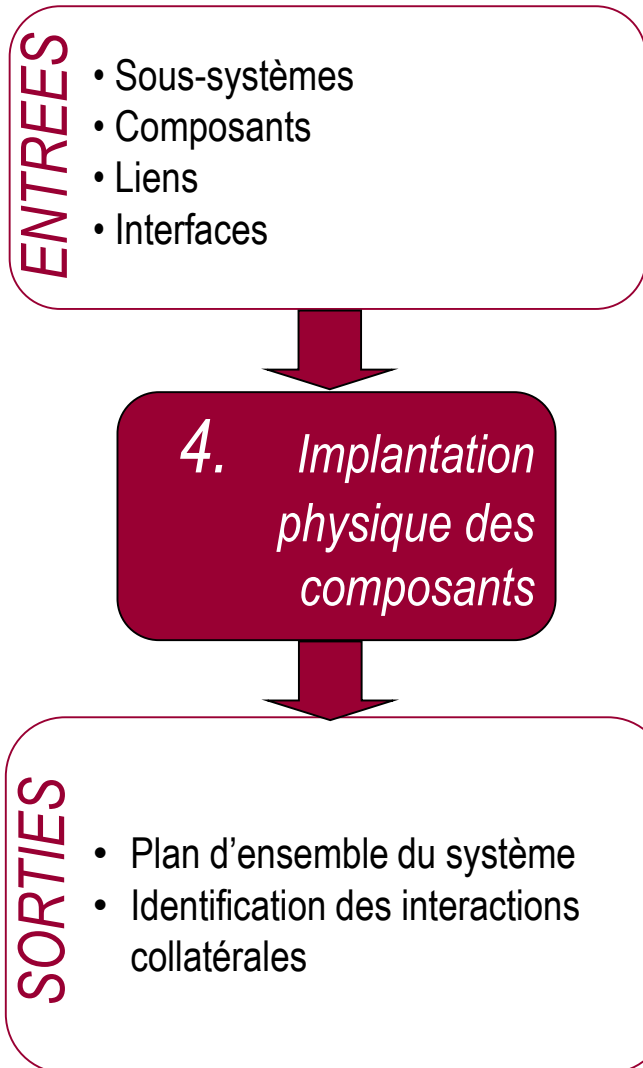 ENTREES
• Sous-systèmes
• Composants
• Liens
• Interfaces
4. Implantation
physique des
composants
SORTIES
• Plan d’ensemble du système
• Identification des interactions
collatérales